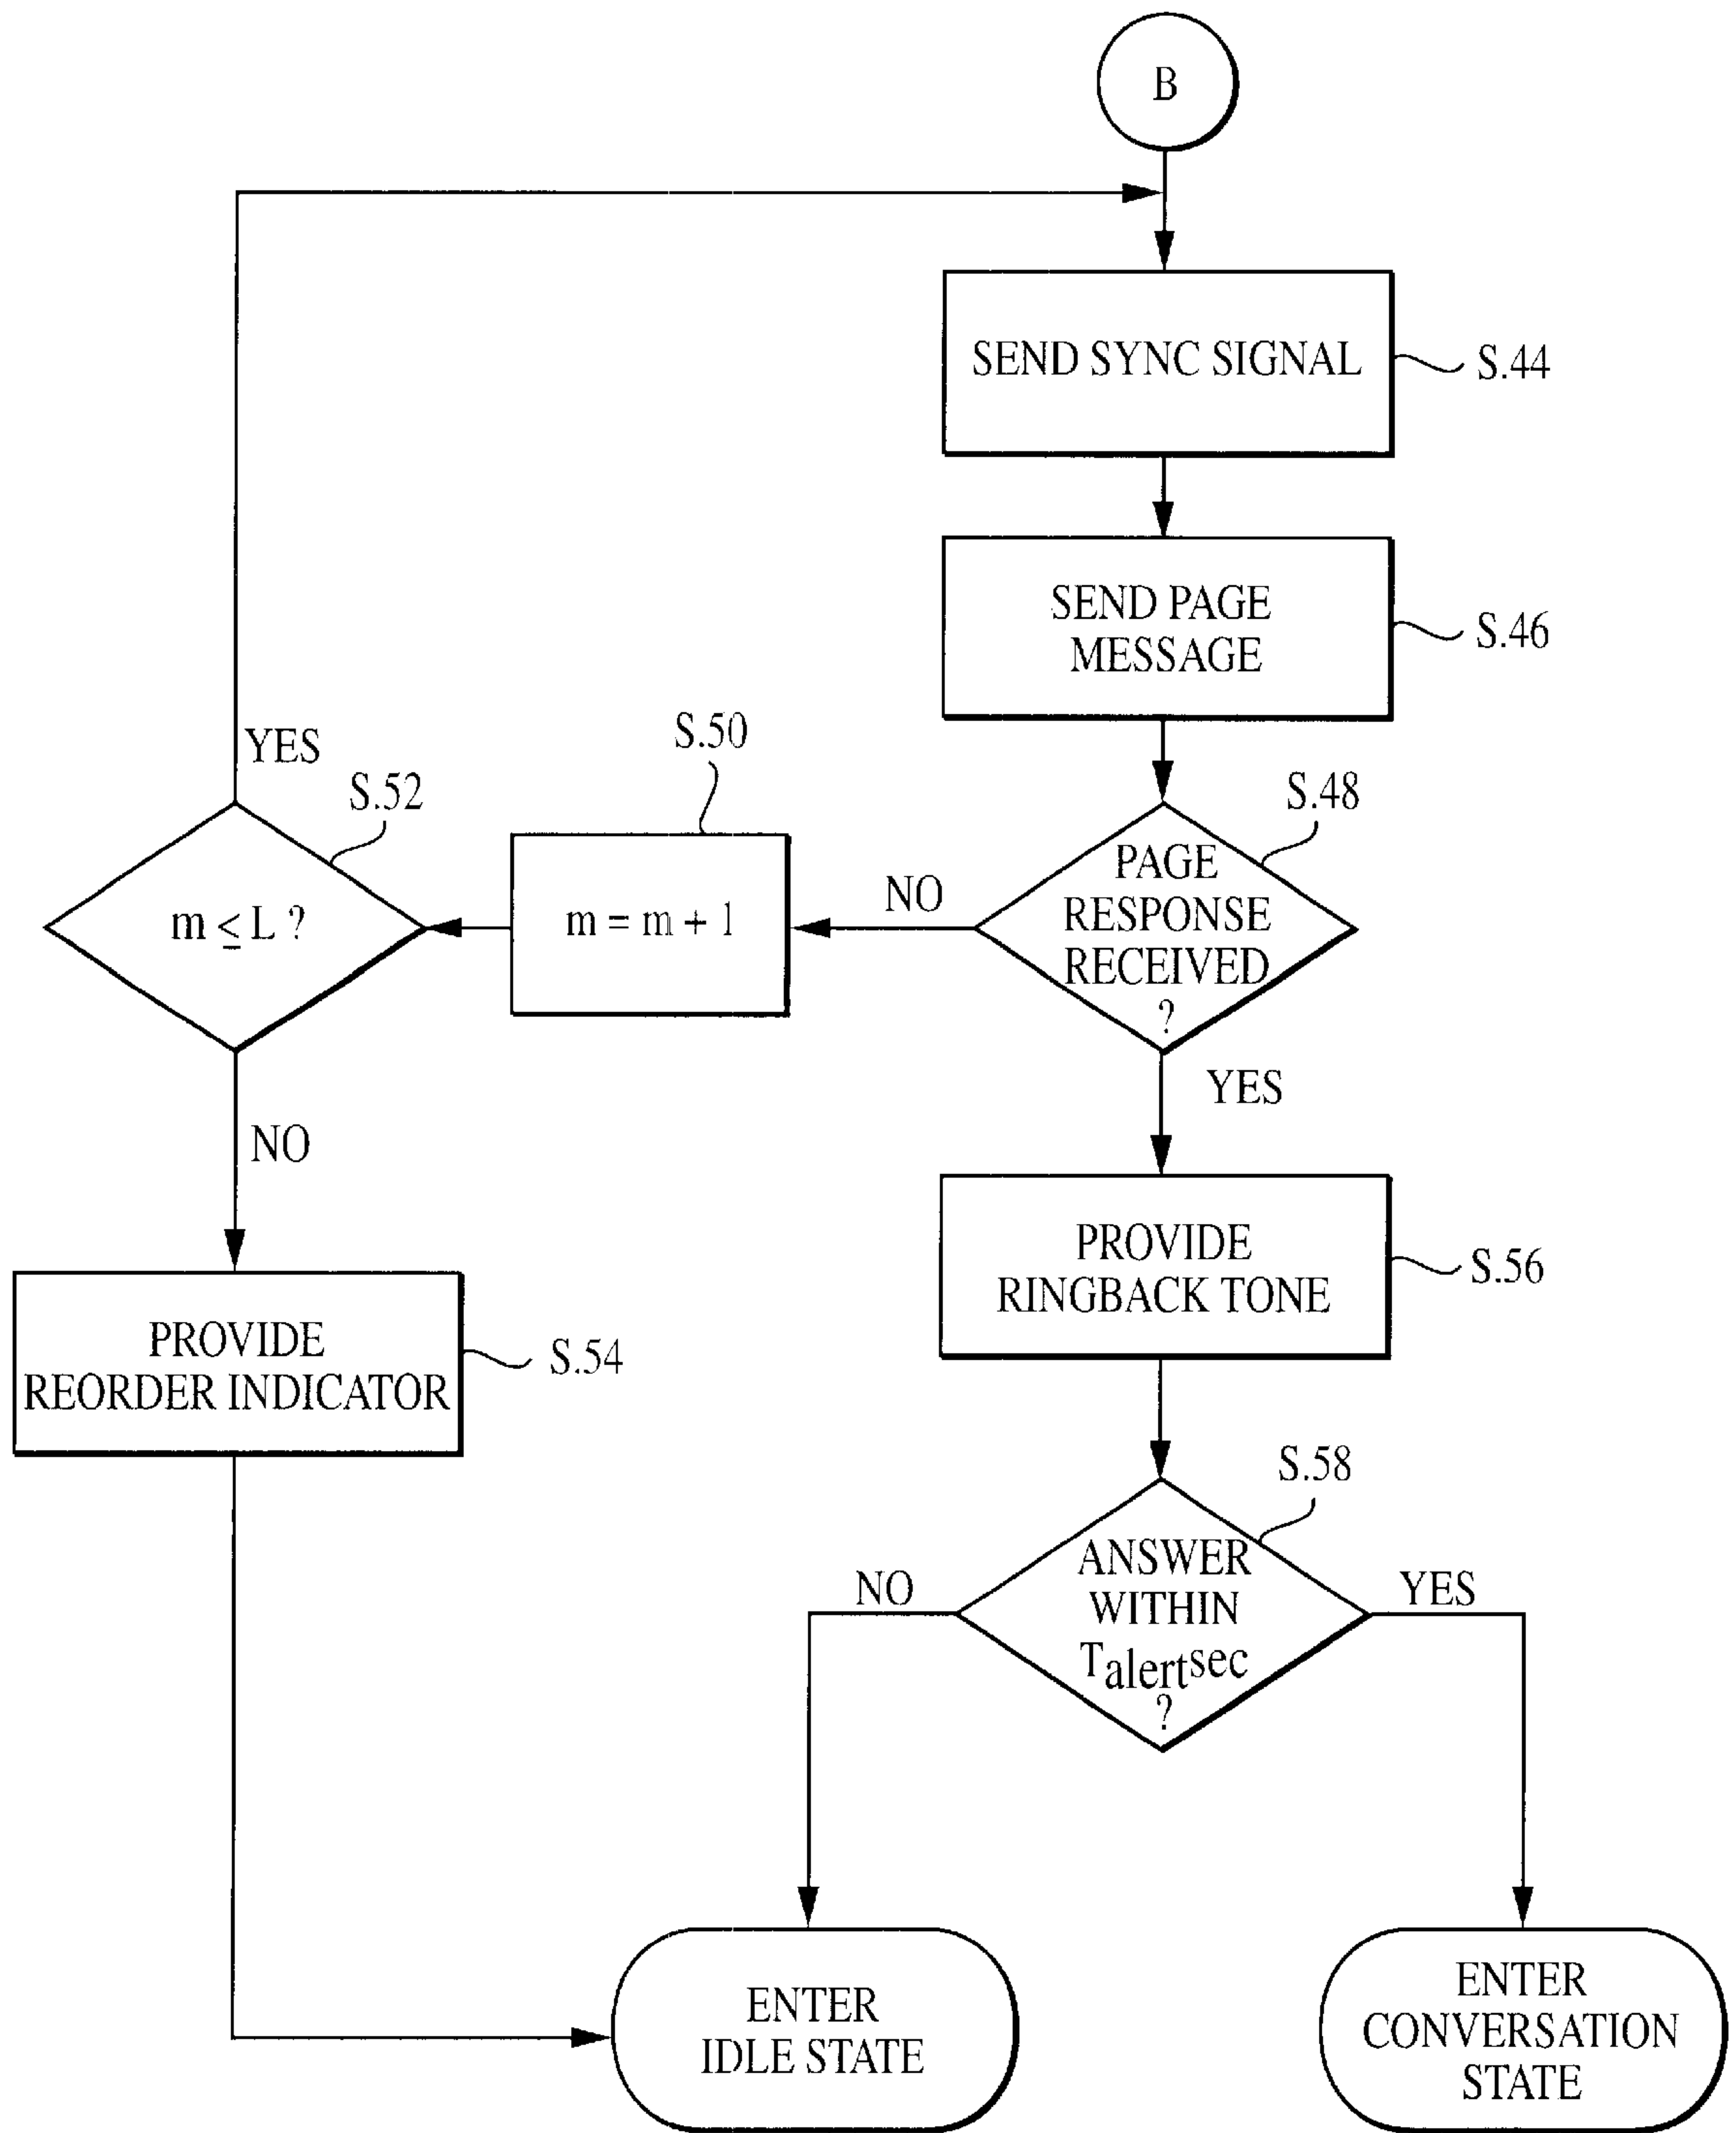 B
SEND SYNC SIGNAL
S.44
SEND PAGE
MESSAGE
S.46
S.50
YES
S.52
S.48
m ≤ L ?
m = m + 1
NO
PAGE
RESPONSE
RECEIVED
?
YES
NO
PROVIDE
RINGBACK TONE
S.56
PROVIDE
REORDER INDICATOR
S.54
S.58
NO
ANSWER
WITHIN
Talertsec
?
YES
ENTER
IDLE STATE
ENTER
CONVERSATION
STATE